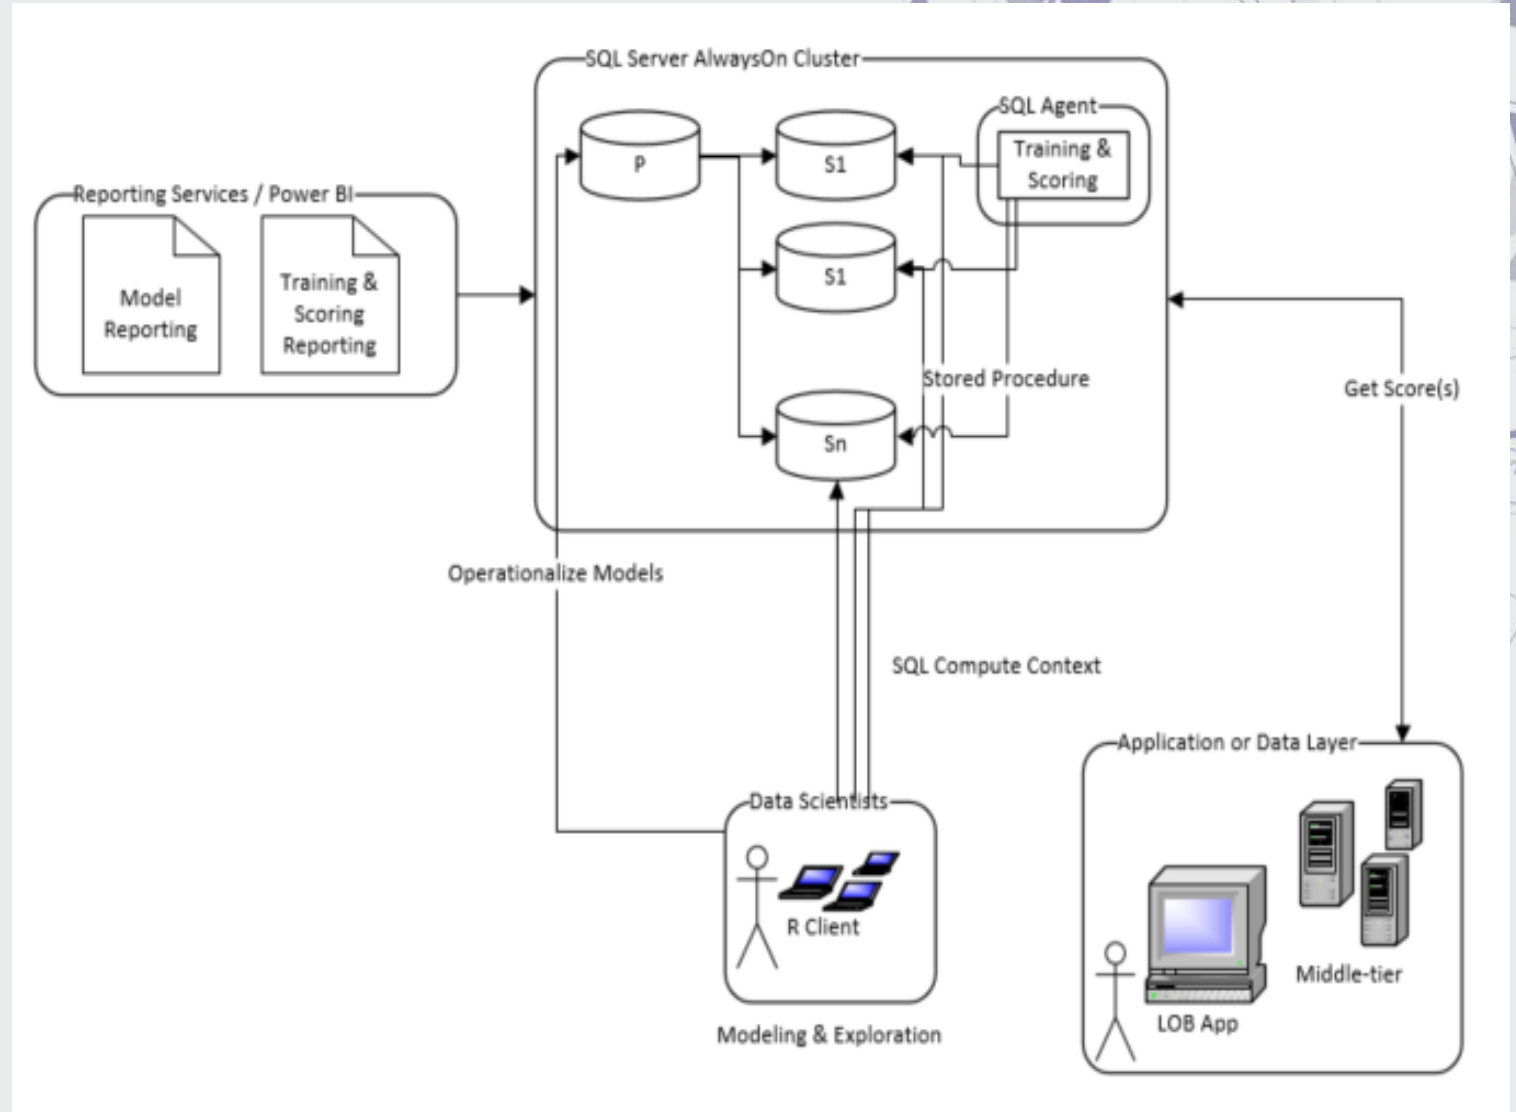 SQL Server AlwaysOn Cluster
SQL Agent
Training &
Scoring
P
S1
Reporting Services / Power BI
Model
Reporting
Training &
Scoring
Reporting
S1
Stored Procedure
Get Score(s)
Sn
Operationalize Models
SQL Compute Context
Application or Data Layer
Data Scientists
R Client
Middle-tier
LOB App
Modeling & Exploration